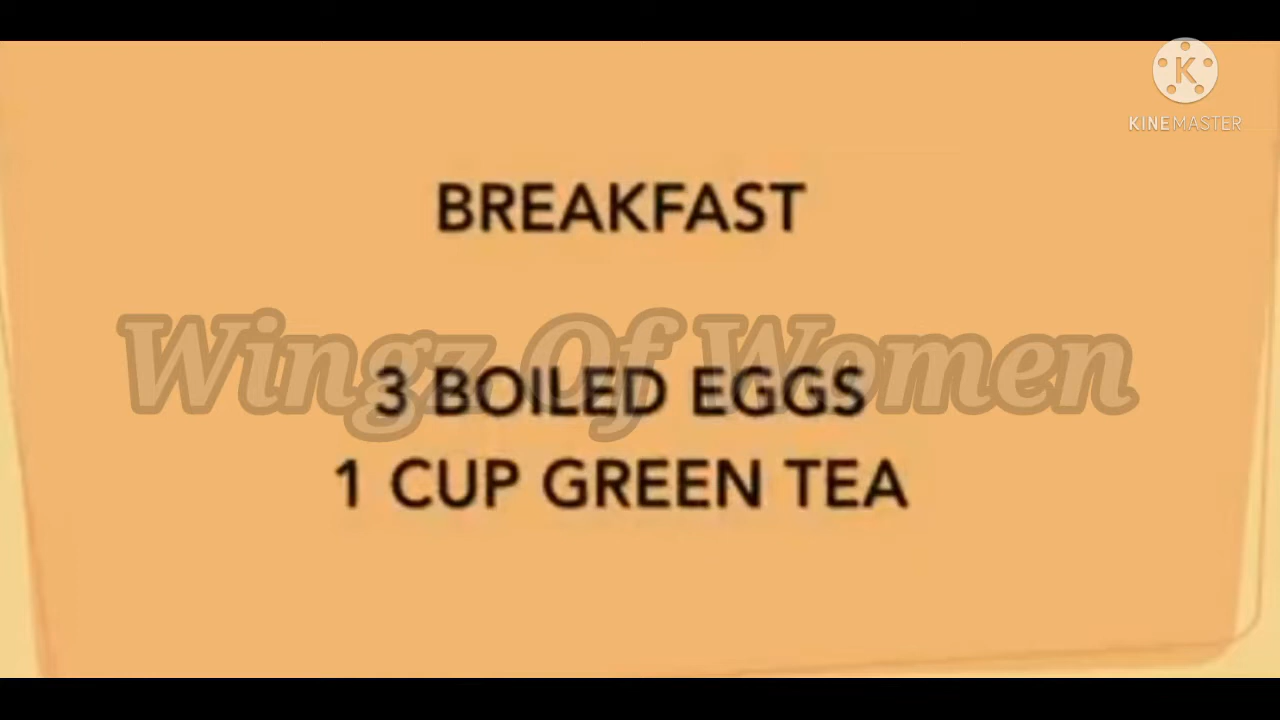 K
KINEMASTER
BREAKFAST
Wingz Of Women
3 BOILED EGGS
1 CUP GREEN TEA